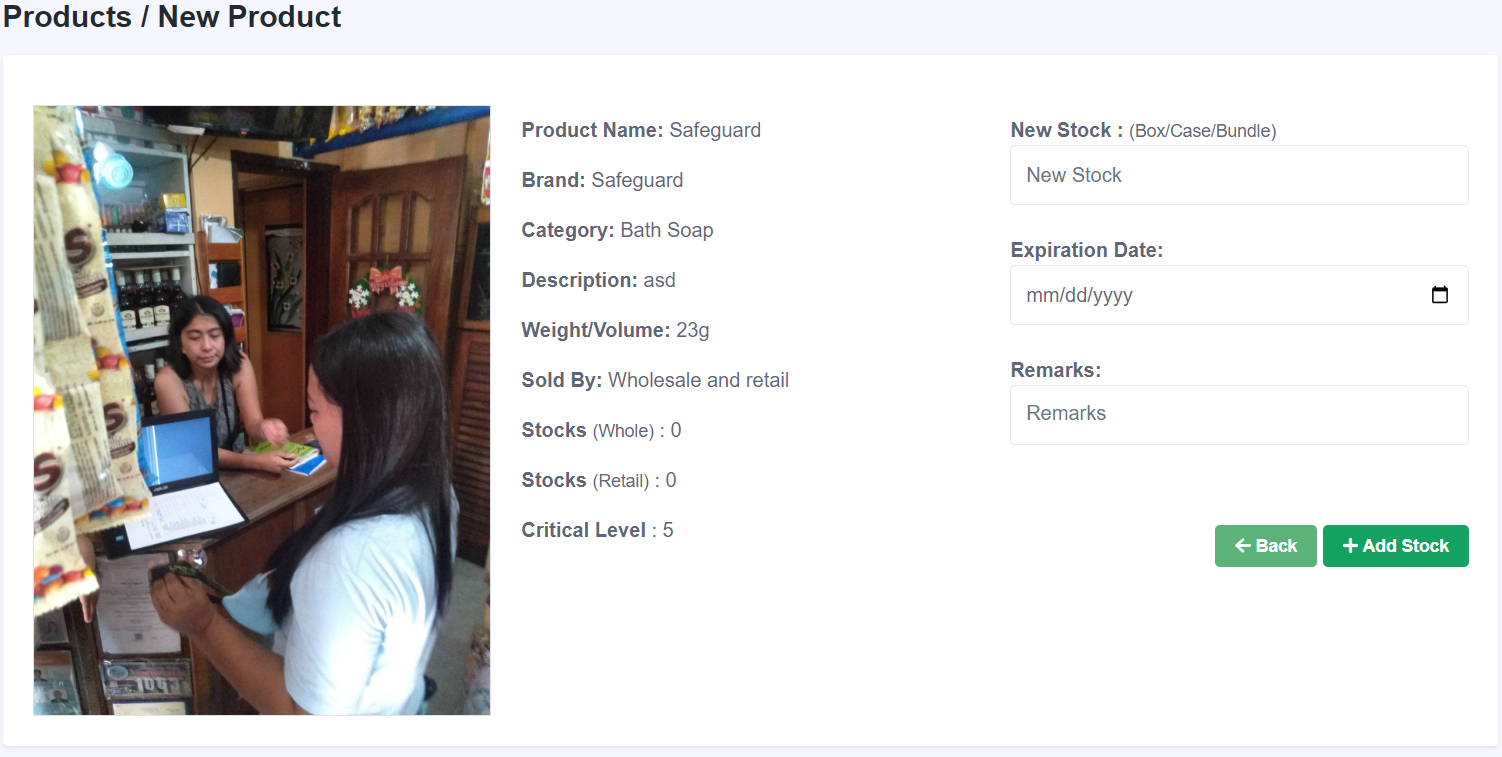 Products / New Product
Product Name: Safeguard
Brand: Safeguard
Category: Bath Soap
Description: asd
Weight/Volume: 23g
Sold By: Wholesale and retail
Stocks (Whole) : 0
Stocks (Retail) : 0
Critical Level : 5
New Stock : (Box/Case/Bundle)
New Stock
Expiration Date:
mm/dd/yyyy
Remarks:
Remarks
Back
Add Stock